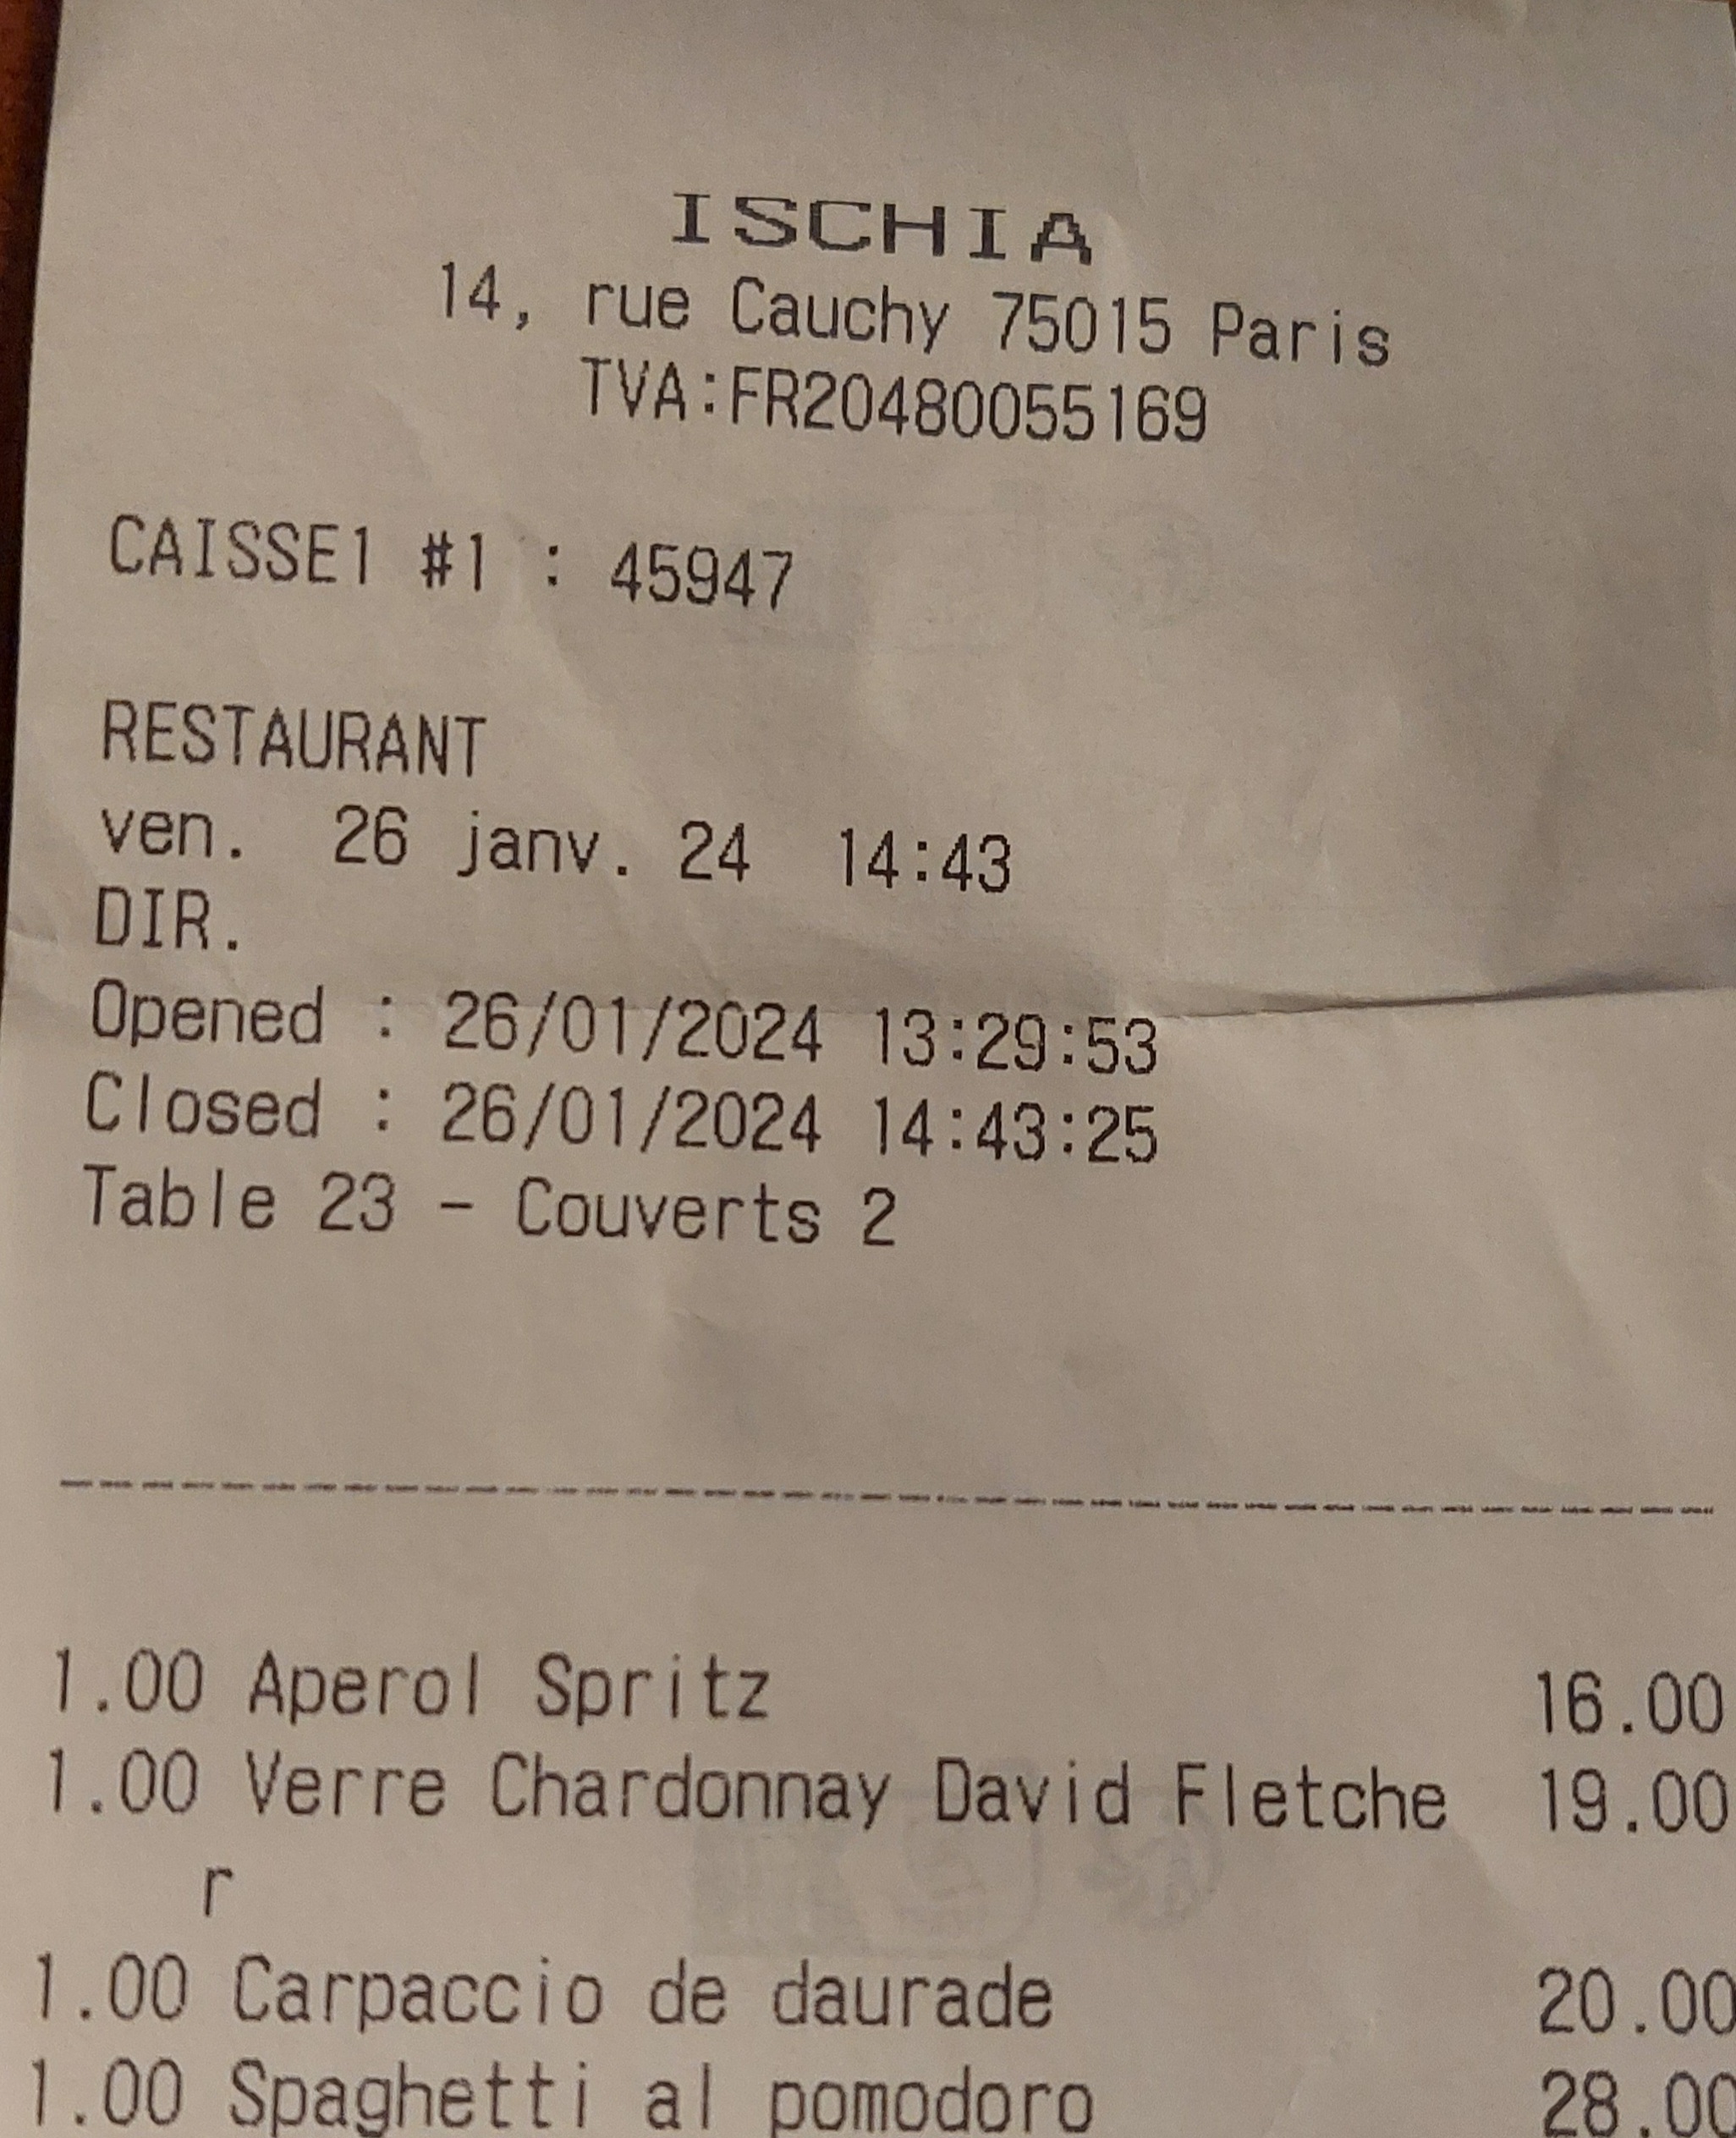 ISCHIA
14, rue Cauchy 75015 Paris
TVA:FR20480055169
CAISSE1 #1 : 45947
RESTAURANT
ven. 26 janv. 24 14:43
DIR.
Opened : 26/01/2024 13:29:53
Closed : 26/01/2024 14:43:25
Table 23 - Couverts 2
1.00 Aperol Spritz 16.00
1.00 Verre Chardonnay David Fletche 19.00
r
1.00 Carpaccio de daurade 20.00
1.00 Spaghetti al pomodoro 28.00